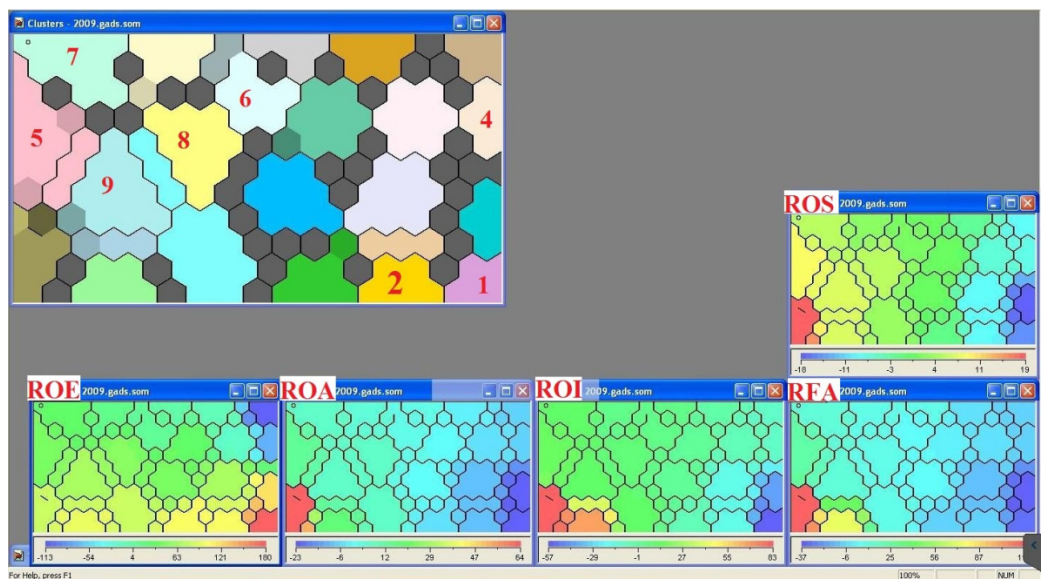 Clusters - 2009.gads.som
7
6
4
5
8
9
2
1
ROS 2009.gads.som
-18 -11 -3 4 11 19
ROE 2009.gads.som
-113 -54 4 63 121 180
ROA 2009.gads.som
-23 -6 12 29 47 64
ROI 2009.gads.som
-57 -29 -1 27 55 83
RFA 2009.gads.som
-37 -6 25 56 87
For Help, press F1
100% NUM